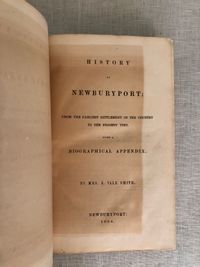 HISTORY
OF
NEWBURYPORT:
FROM THE EARLIEST SETTLEMENT OF THE COUNTRY
TO THE PRESENT TIME.
WITH A
BIOGRAPHICAL APPENDIX.
BY MRS. E. VALE SMITH.
NEWBURYPORT:
1854.